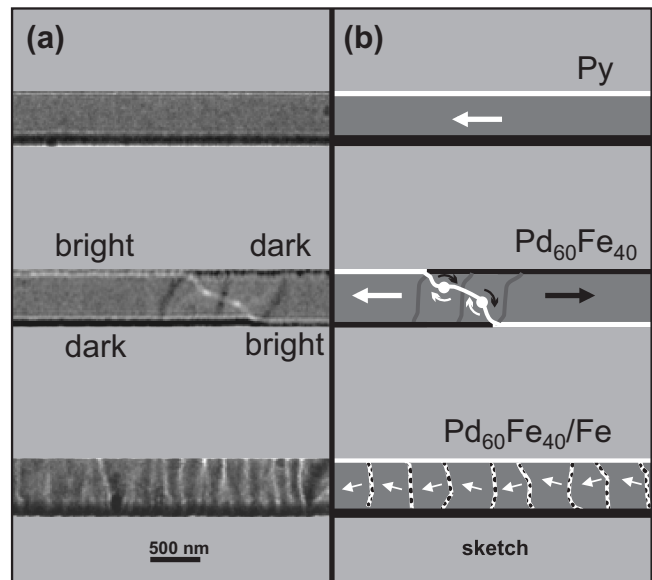 (a)
(b)
Py
bright dark
Pd60Fe40
dark bright
Pd60Fe40/Fe
500 nm
sketch